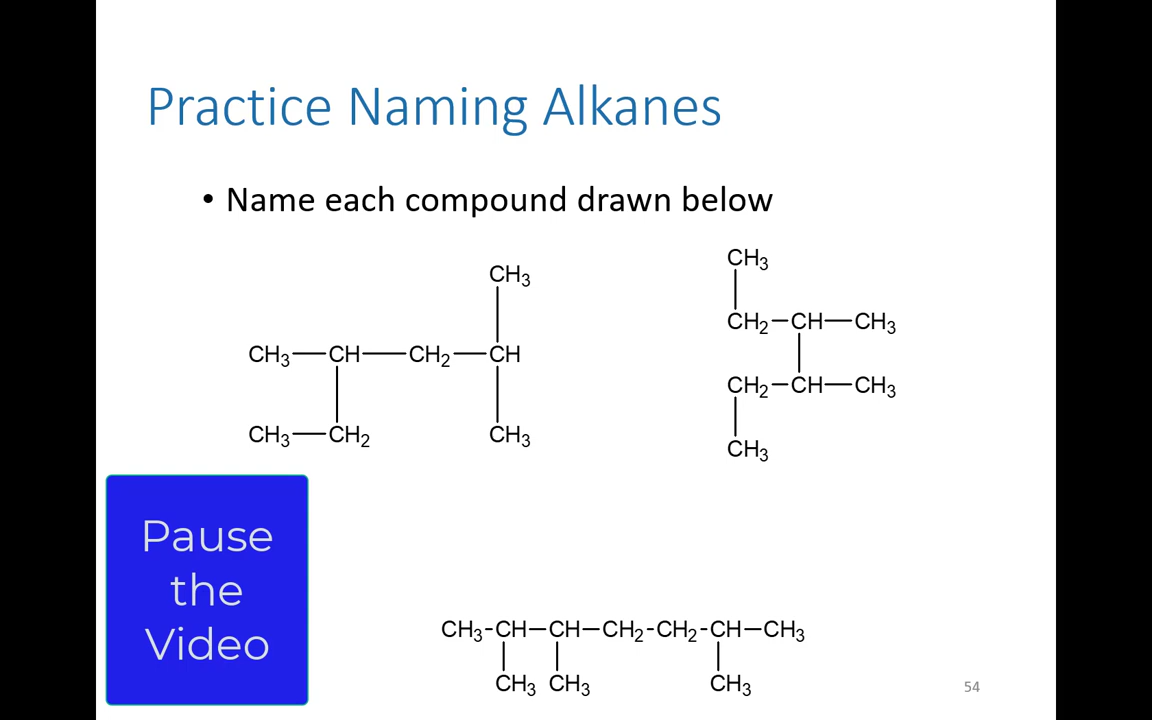 Practice Naming Alkanes
• Name each compound drawn below
CH3
CH3—CH—CH2—CH
CH3—CH2 CH3
CH3
CH2—CH—CH3
CH2—CH—CH3
CH3
Pause
the
Video
CH3-CH—CH—CH2-CH2-CH—CH3
CH3 CH3 CH3
54